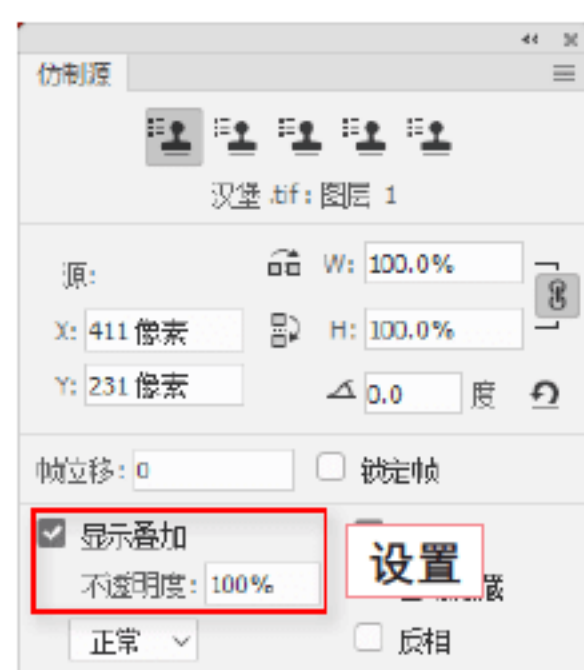 仿制源
汉堡.tif:图层 1
源:
W: 100.0%
X: 411 像素
H: 100.0%
Y: 231 像素
0.0 度
帧位移: 0
锁定帧
显示叠加
不透明度: 100%
设置
正常
反相